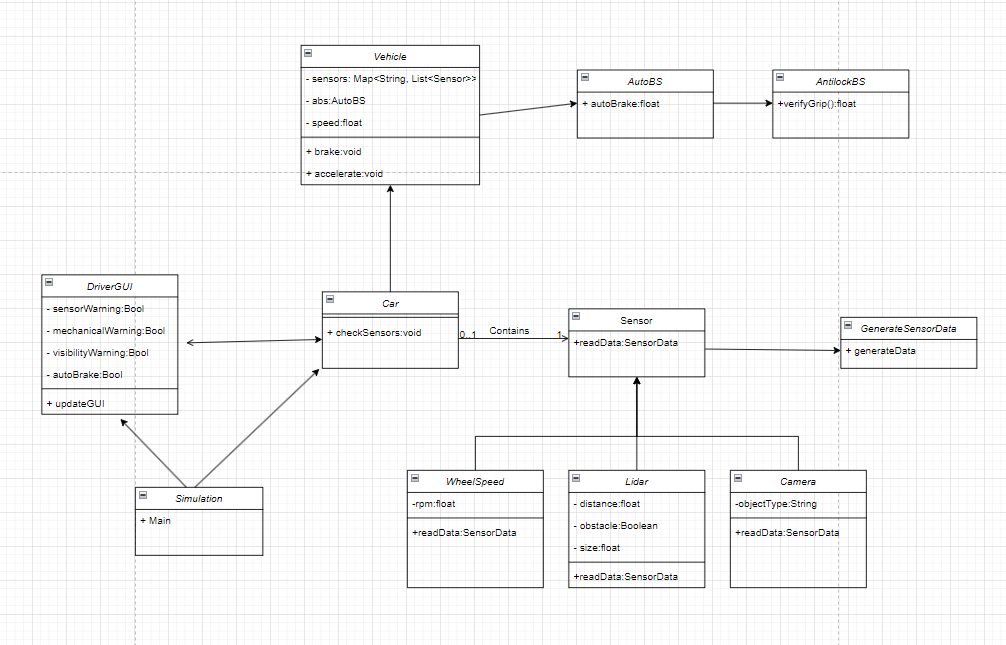 Vehicle
- sensors: Map<String, List<Sensor>>
- abs:AutoBS
- speed:float
+ brake:void
+ accelerate:void
AutoBS
+ autoBrake:float
AntilockBS
+verifyGrip():float
DriverGUI
- sensorWarning:Bool
- mechanicalWarning:Bool
- visibilityWarning:Bool
- autoBrake:Bool
+ updateGUI
Car
+ checkSensors:void
0..1
Contains
1
Sensor
+readData:SensorData
GenerateSensorData
+ generateData
Simulation
+ Main
WheelSpeed
-rpm:float
+readData:SensorData
Lidar
- distance:float
- obstacle:Boolean
- size:float
+readData:SensorData
Camera
-objectType:String
+readData:SensorData